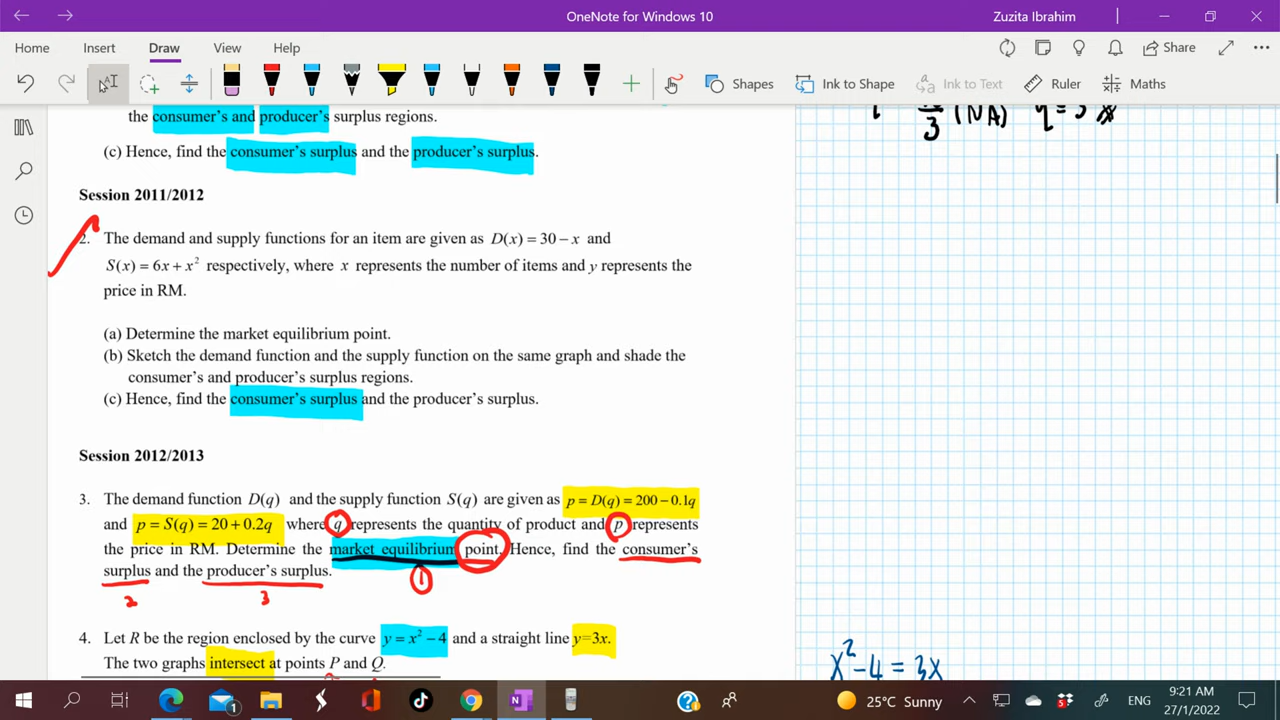 OneNote for Windows 10
Zuzita Ibrahim
Home Insert Draw View Help
Share
Shapes
Ink to Shape
Ink to Text
Ruler
Maths
the consumer's and producer's surplus regions.
(c) Hence, find the consumer's surplus and the producer's surplus.
Session 2011/2012
2. The demand and supply functions for an item are given as D(x) = 30 − x and
S(x) = 6x + x² respectively, where x represents the number of items and y represents the
price in RM.
(a) Determine the market equilibrium point.
(b) Sketch the demand function and the supply function on the same graph and shade the
consumer's and producer's surplus regions.
(c) Hence, find the consumer's surplus and the producer's surplus.
Session 2012/2013
3. The demand function D(q) and the supply function S(q) are given as p = D(q) = 200 − 0.1q
and p = S(q) = 20 + 0.2q where q represents the quantity of product and p represents
the price in RM. Determine the market equilibrium point. Hence, find the consumer's
surplus and the producer's surplus.
1
2 3
4. Let R be the region enclosed by the curve y = x² − 4 and a straight line y=3x.
The two graphs intersect at points P and Q.
3 (NA)
x² − 4 = 3x
1
25°C Sunny
ENG
9:21 AM
27/1/2022